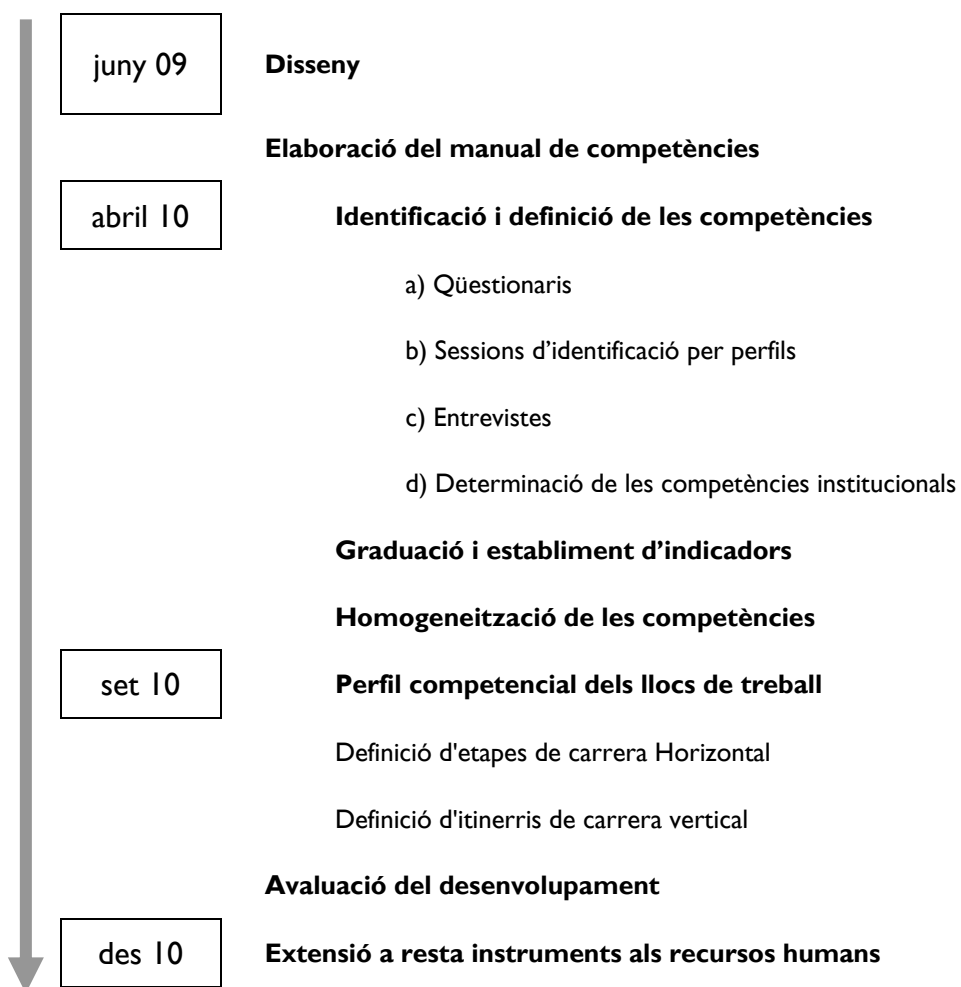 juny 09
Disseny
Elaboració del manual de competències
abril 10
Identificació i definició de les competències
a) Qüestionaris
b) Sessions d’identificació per perfils
c) Entrevistes
d) Determinació de les competències institucionals
Graduació i establiment d’indicadors
Homogeneització de les competències
set 10
Perfil competencial dels llocs de treball
Definició d'etapes de carrera Horizontal
Definició d'itinerris de carrera vertical
Avaluació del desenvolupament
des 10
Extensió a resta instruments als recursos humans